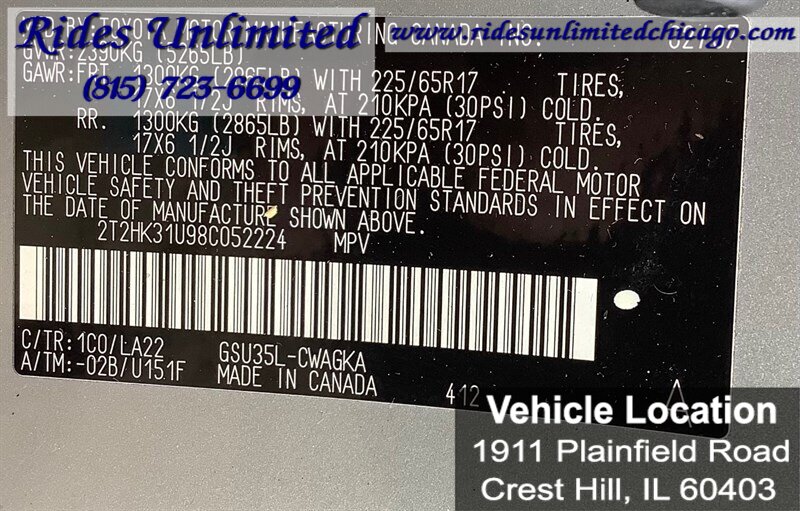 Rides Unlimited
(815) 723-6699
www.ridesunlimitedchicago.com
GVWR:2390KG (5265LB)
GAWR:FRT 1300KG (2865LB) WITH 225/65R17 TIRES,
17X6 1/2J RIMS, AT 210KPA (30PSI) COLD.
RR. 1300KG (2865LB) WITH 225/65R17 TIRES,
17X6 1/2J RIMS, AT 210KPA (30PSI) COLD.
THIS VEHICLE CONFORMS TO ALL APPLICABLE FEDERAL MOTOR
VEHICLE SAFETY AND THEFT PREVENTION STANDARDS IN EFFECT ON
THE DATE OF MANUFACTURE SHOWN ABOVE.
2T2HK31U98C052224 MPV
C/TR:1C0/LA22 GSU35L-CWAGKA
A/TM:-02B/U151F MADE IN CANADA 412 A
Vehicle Location
1911 Plainfield Road
Crest Hill, IL 60403